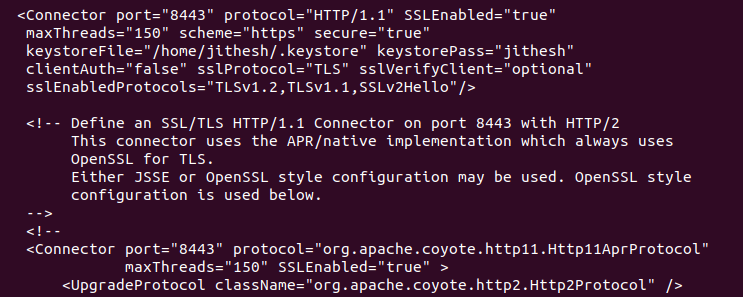 <Connector port="8443" protocol="HTTP/1.1" SSLEnabled="true"
maxThreads="150" scheme="https" secure="true"
keystoreFile="/home/jithesh/.keystore" keystorePass="jithesh"
clientAuth="false" sslProtocol="TLS" sslVerifyClient="optional"
sslEnabledProtocols="TLSv1.2,TLSv1.1,SSLv2Hello"/>
<!-- Define an SSL/TLS HTTP/1.1 Connector on port 8443 with HTTP/2
This connector uses the APR/native implementation which always uses
OpenSSL for TLS.
Either JSSE or OpenSSL style configuration may be used. OpenSSL style
configuration is used below.
-->
<!--
<Connector port="8443" protocol="org.apache.coyote.http11.Http11AprProtocol"
maxThreads="150" SSLEnabled="true" >
<UpgradeProtocol className="org.apache.coyote.http2.Http2Protocol" />